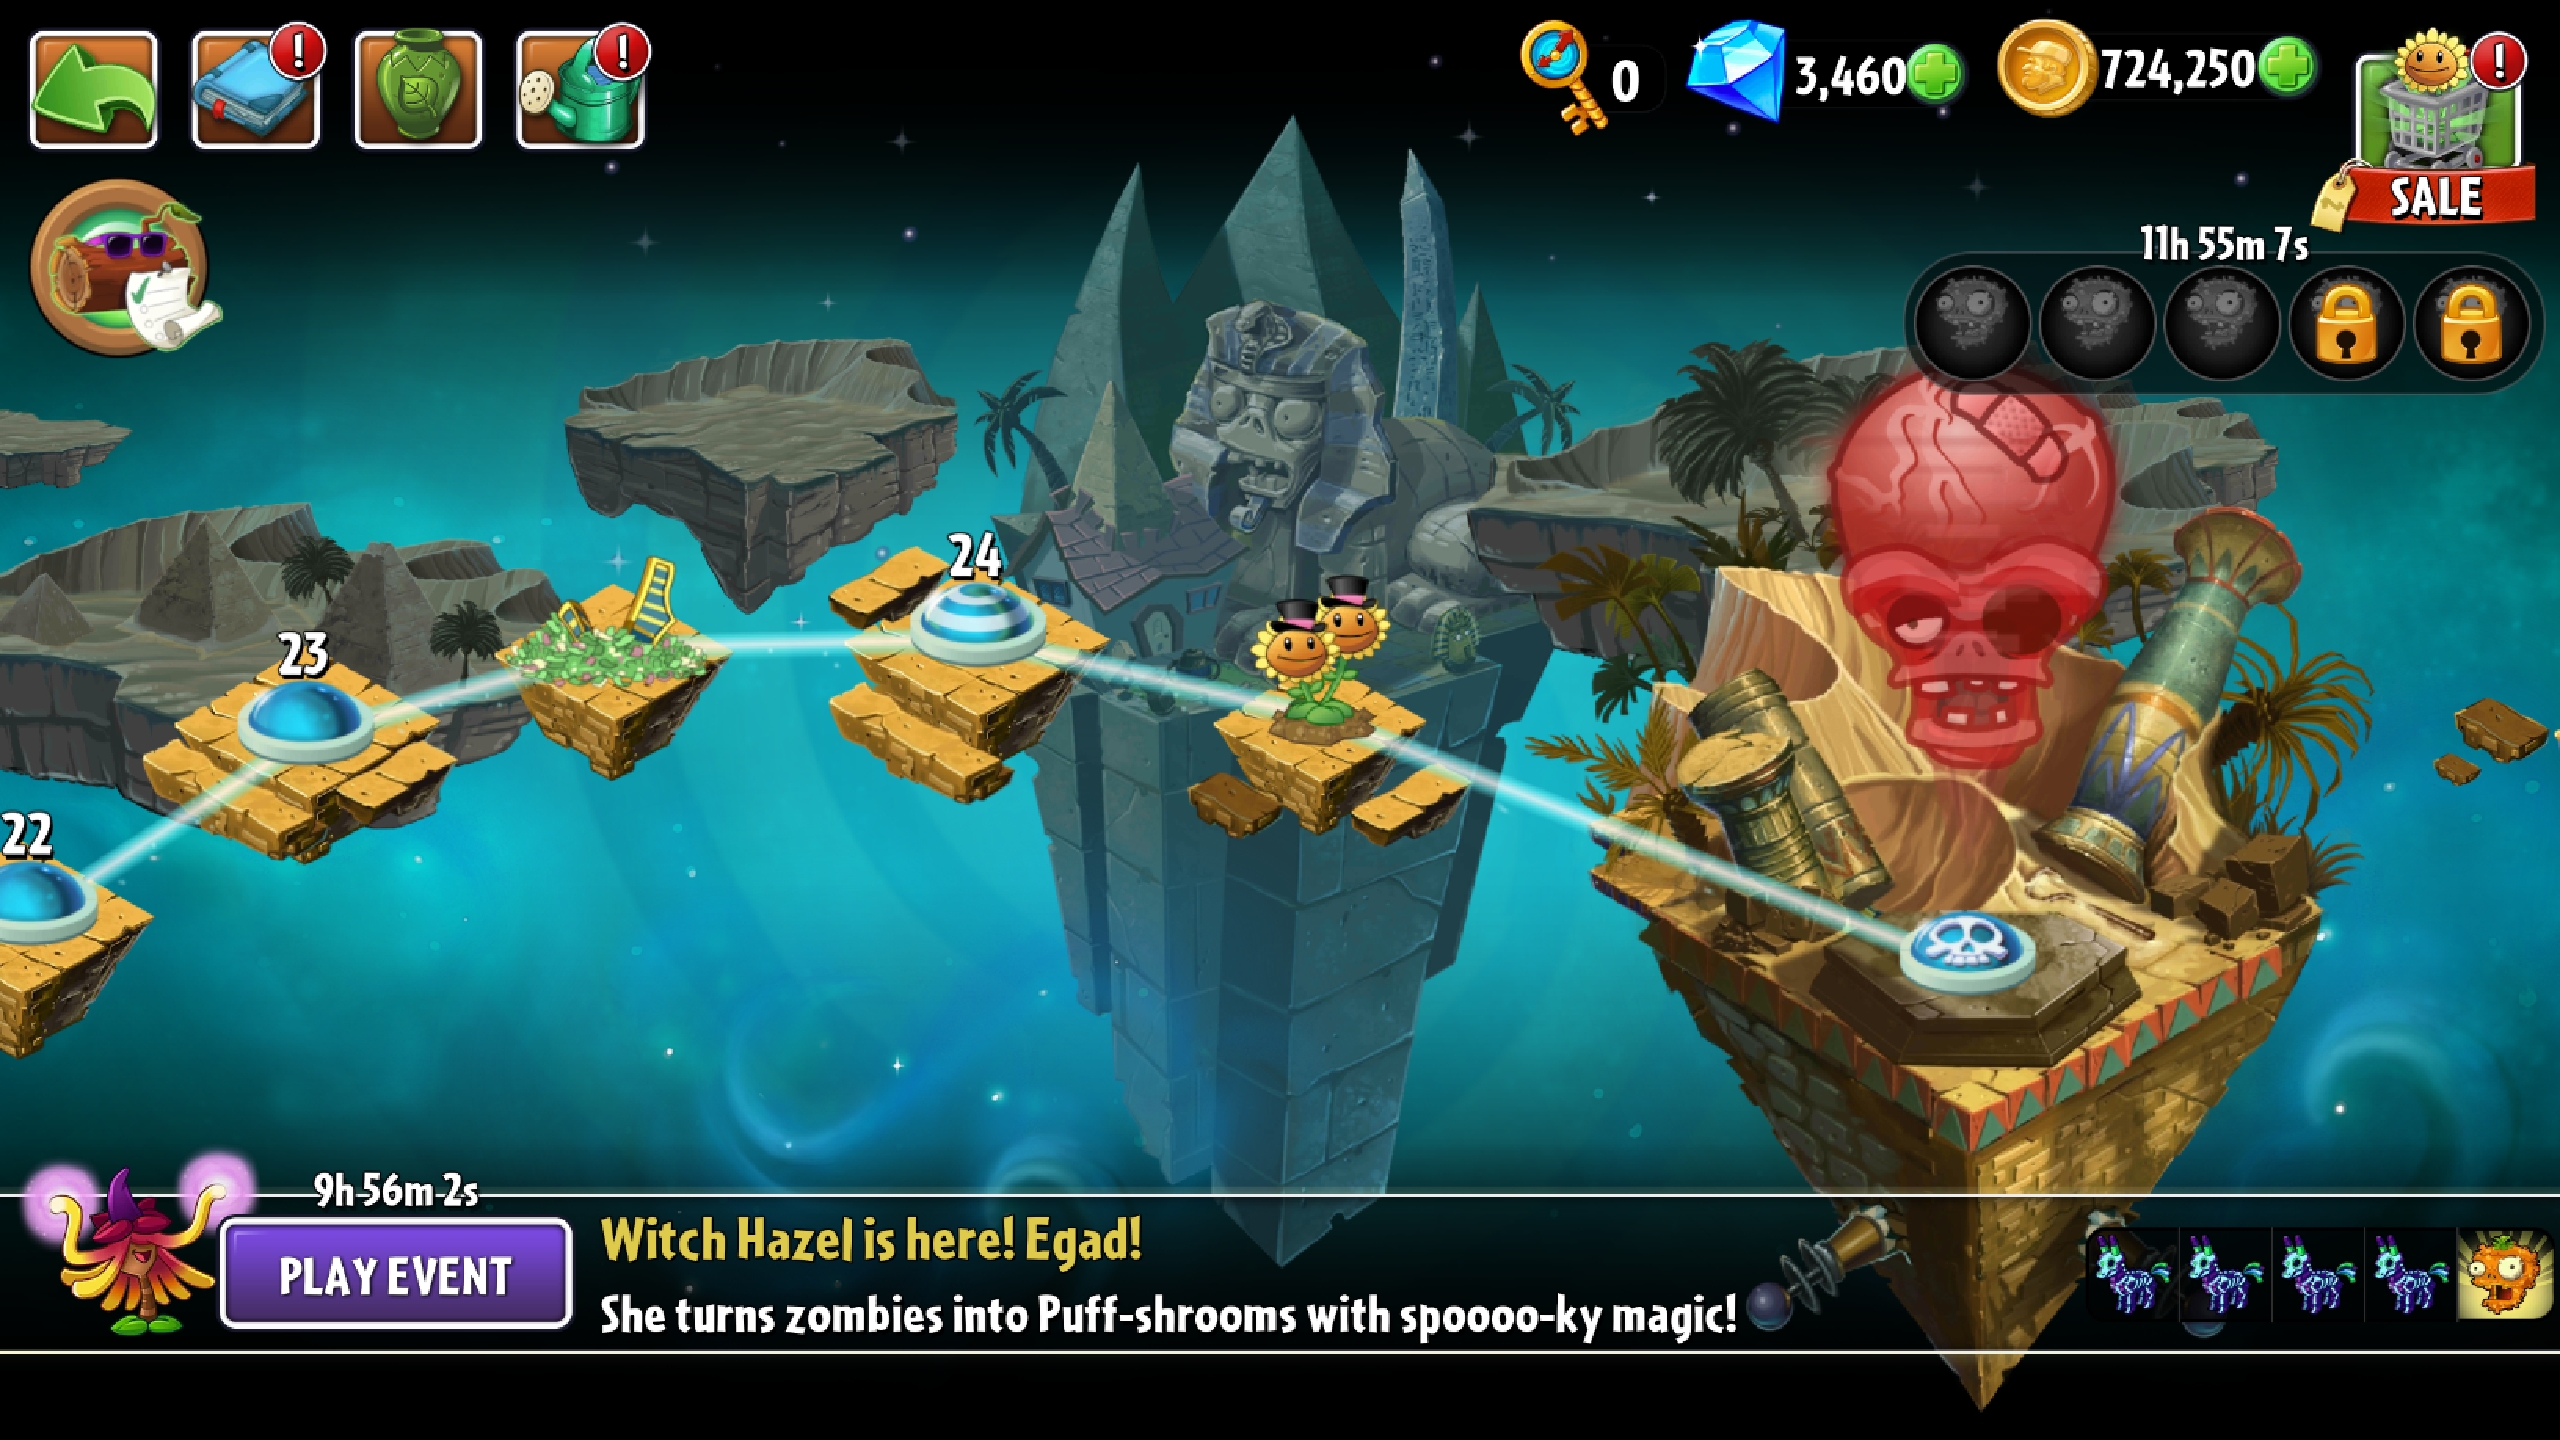 !
!
0
3,460
724,250
!
SALE
11h 55m 7s
24
23
22
9h 56m 2s
PLAY EVENT
Witch Hazel is here! Egad!
She turns zombies into Puff-shrooms with spoooo-ky magic!